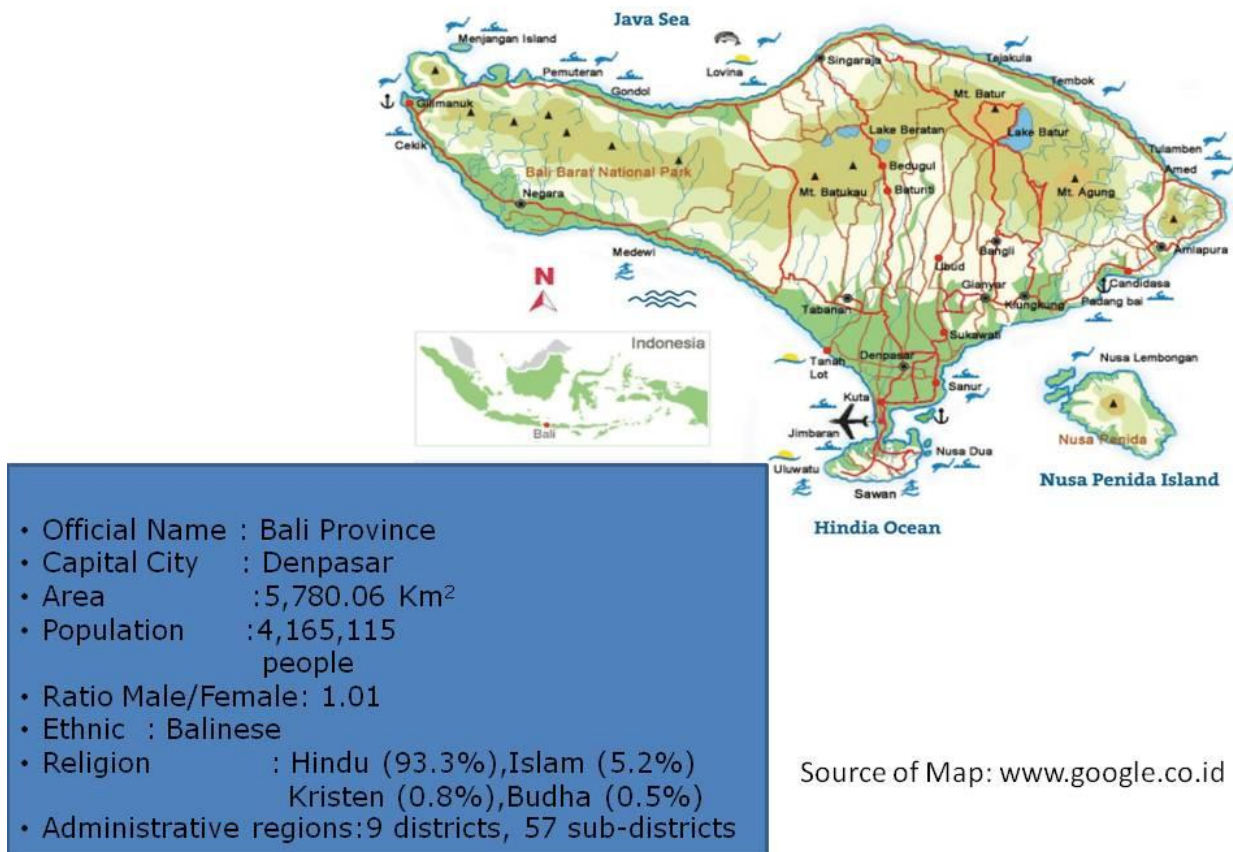 Java Sea
Menjangan Island
Pemuteran
Gondol
Lovina
Singaraja
Tejakula
Tembok
Mt. Batur
Gilimanuk
Cekik
Lake Beratan
Lake Batur
Tulamben
Amed
Bali Barat National Park
Bedugul
Mt. Batukau
Baturiti
Mt. Agung
Negara
Medewi
Bangli
Amlapura
Ubud
Candidasa
Gianyar
Klungkung
Padang bai
Tabanan
N
Sukawati
Indonesia
Denpasar
Tanah
Lot
Nusa Lembongan
Sanur
Kuta
Bali
Jimbaran
Nusa Dua
Nusa Penida
Uluwatu
Sawan
Nusa Penida Island
Hindia Ocean
• Official Name : Bali Province
• Capital City : Denpasar
• Area :5,780.06 Km²
• Population :4,165,115
people
• Ratio Male/Female: 1.01
• Ethnic : Balinese
• Religion : Hindu (93.3%),Islam (5.2%)
Kristen (0.8%),Budha (0.5%)
• Administrative regions:9 districts, 57 sub-districts
Source of Map: www.google.co.id